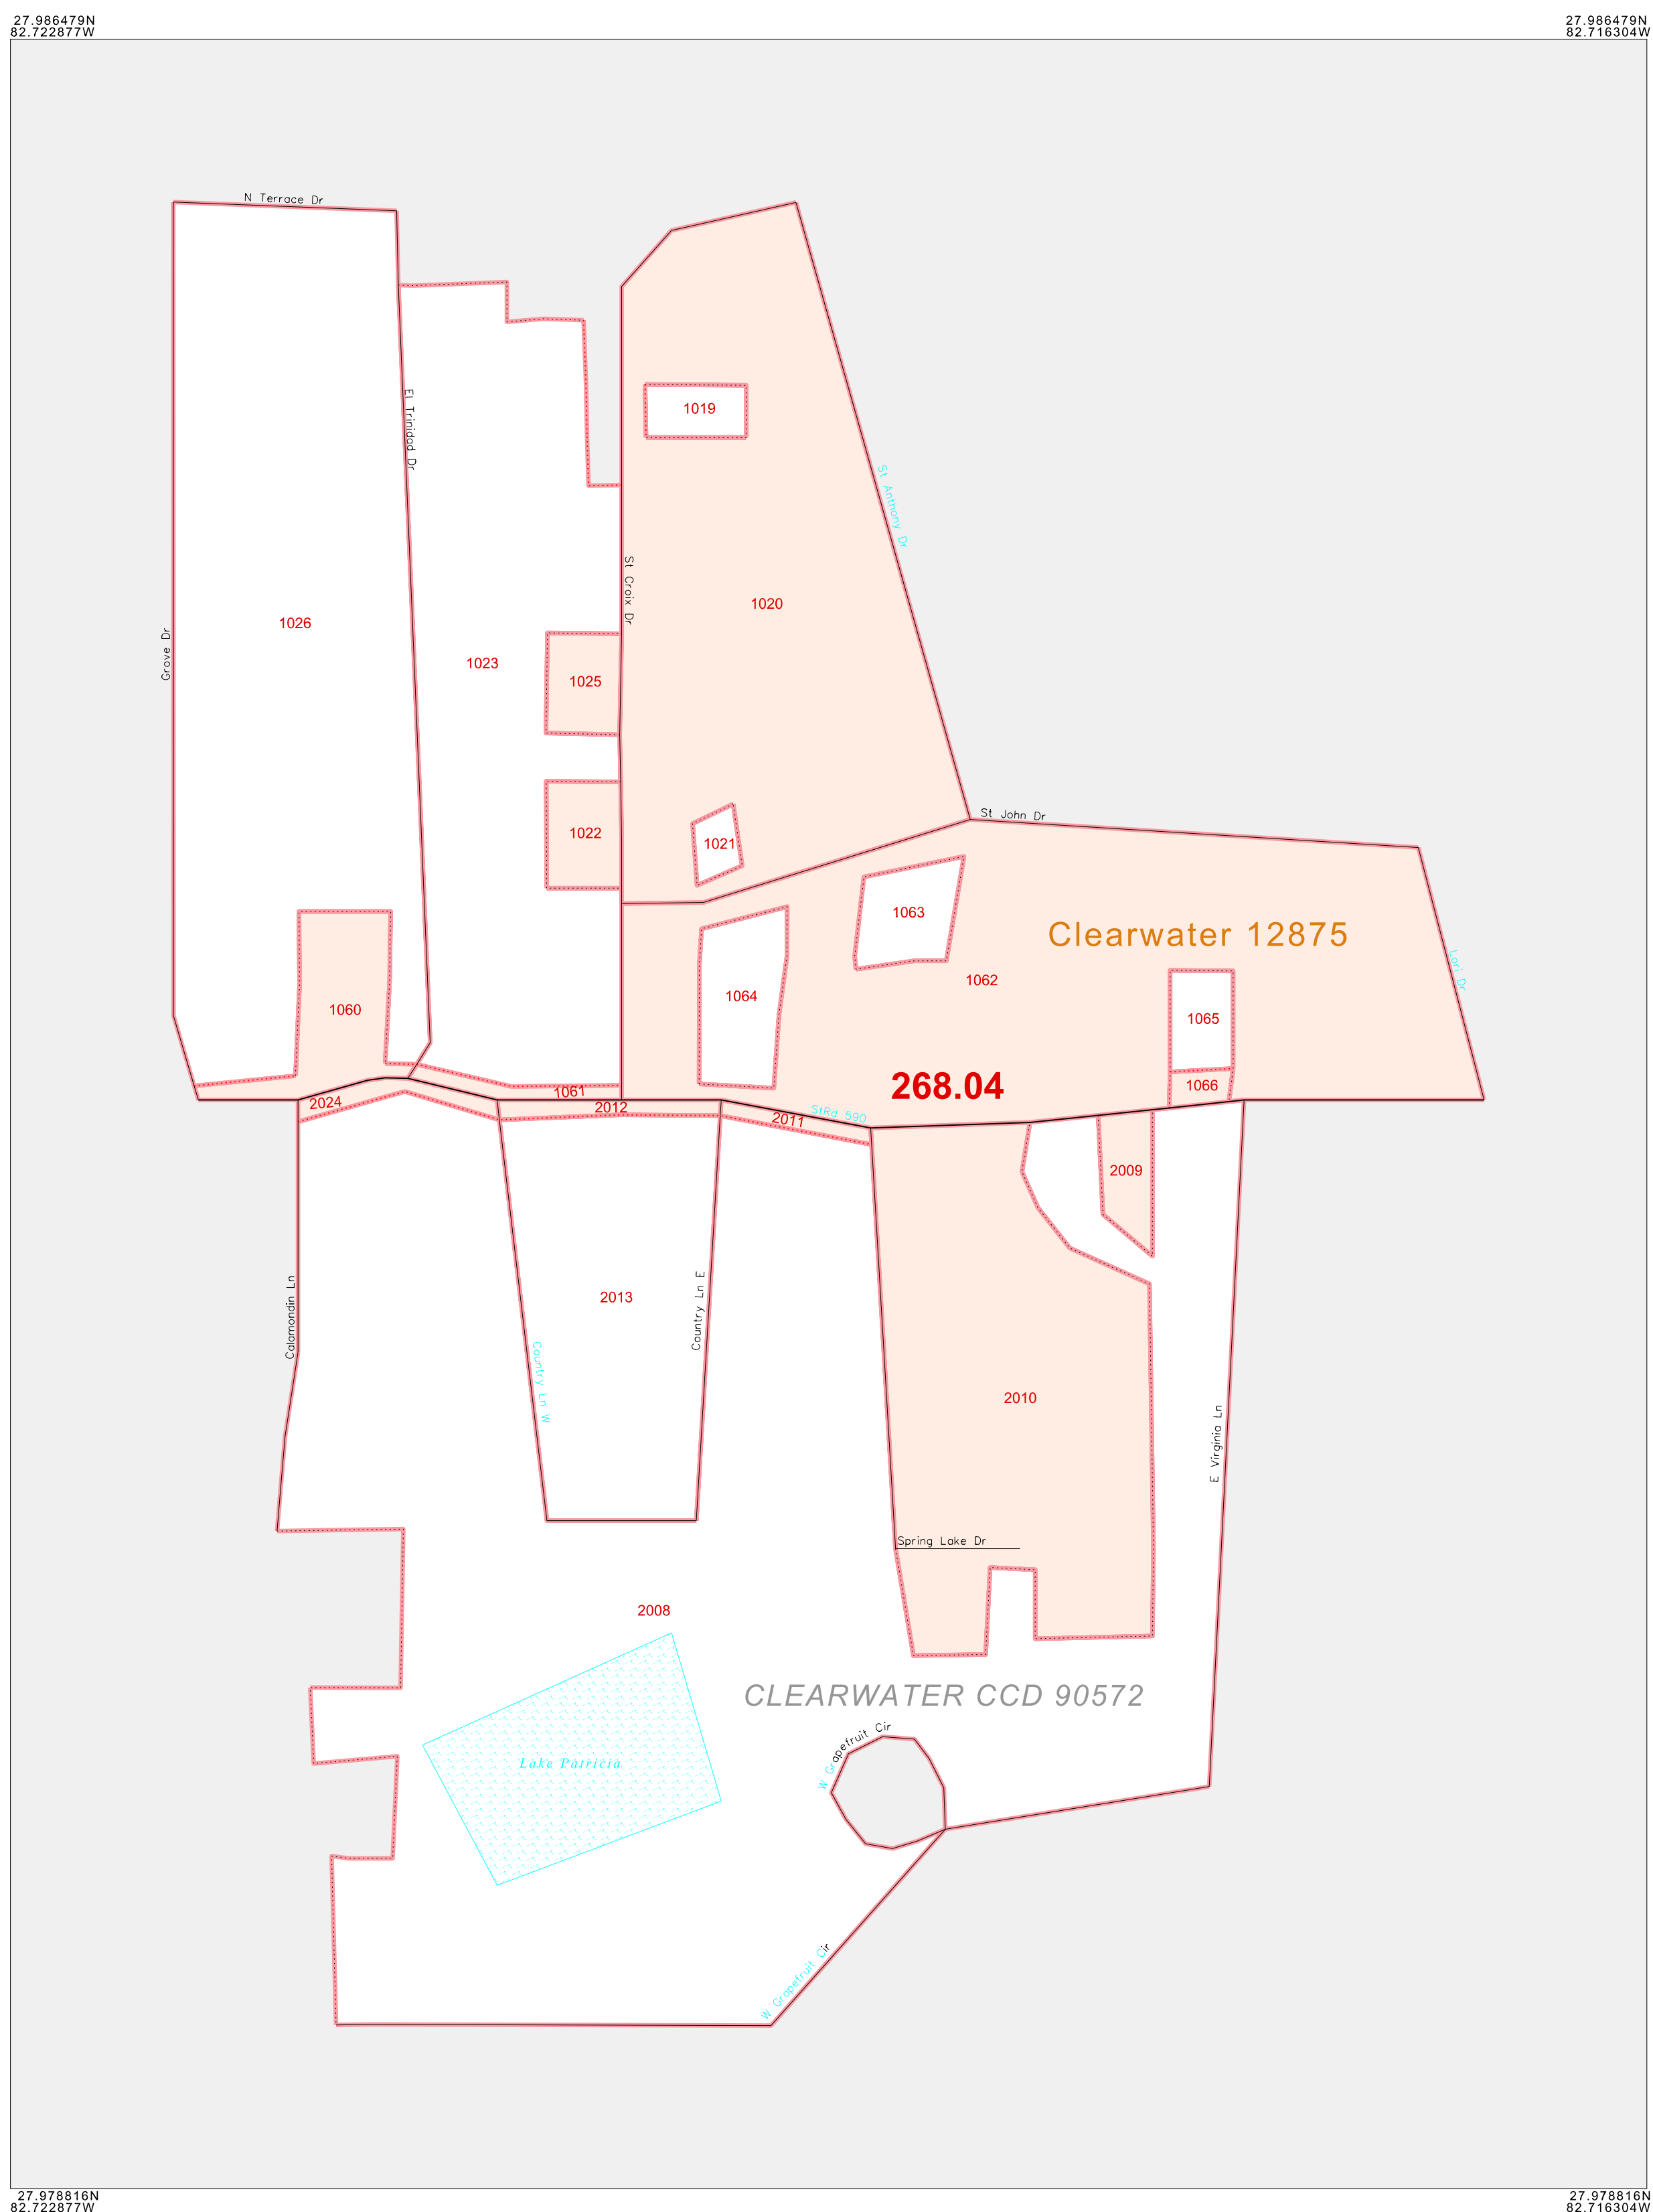 27.986479N
82.722877W
27.986479N
82.716304W
N Terrace Dr
El Trinidad Dr
1019
St Anthony Dr
St Croix Dr
1020
1026
Grove Dr
1023
1025
St John Dr
1022
1021
1063
Clearwater 12875
Lori Dr
1062
1064
1060
1065
268.04
1066
1061
2024
2012
StRd 590
2011
2009
2013
Calamondin Ln
Country Ln E
Country Ln W
2010
E Virginia Ln
Spring Lake Dr
2008
CLEARWATER CCD 90572
W Grapefruit Cir
Lake Patricia
W Grapefruit Cir
27.978816N
82.722877W
27.978816N
82.716304W